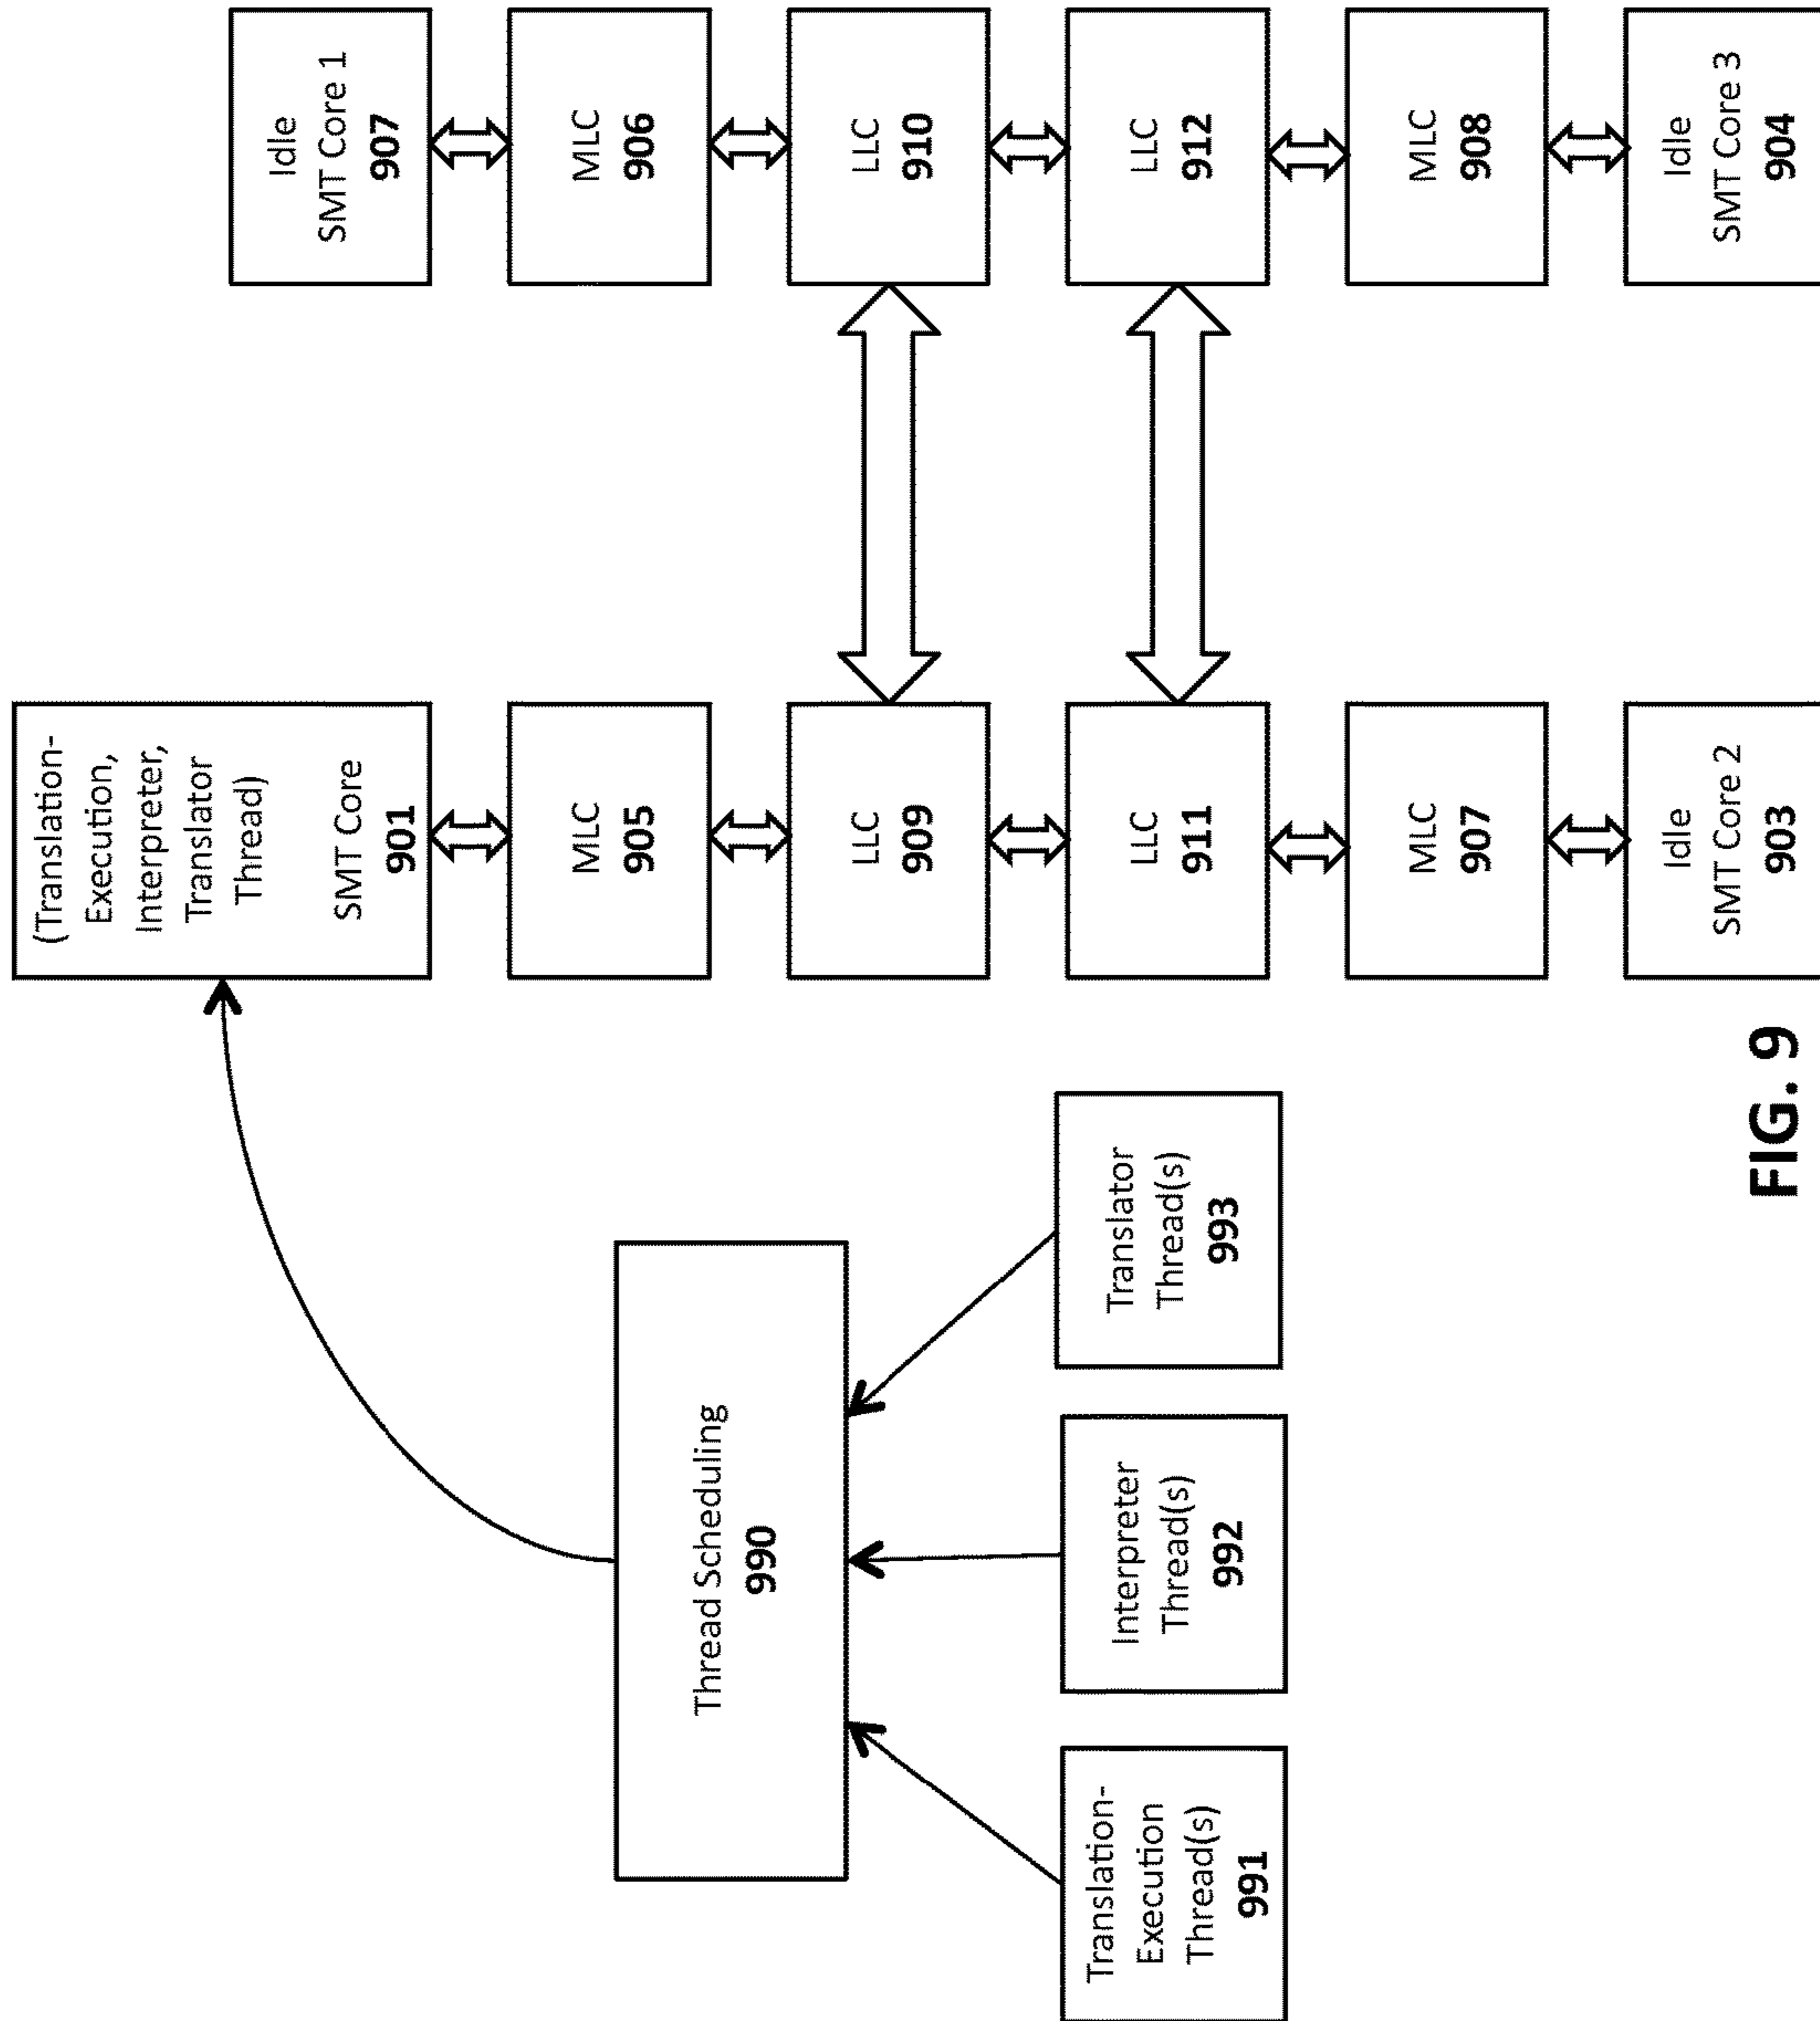 (Translation-
Execution,
Interpreter,
Translator
Thread)
SMT Core
901
Idle
SMT Core 1
907
MLC
905
MLC
906
Thread Scheduling
990
LLC
909
LLC
910
Translation-
Execution
Thread(s)
991
Interpreter
Thread(s)
992
Translator
Thread(s)
993
LLC
911
LLC
912
MLC
907
MLC
908
Idle
SMT Core 2
903
Idle
SMT Core 3
904
FIG. 9